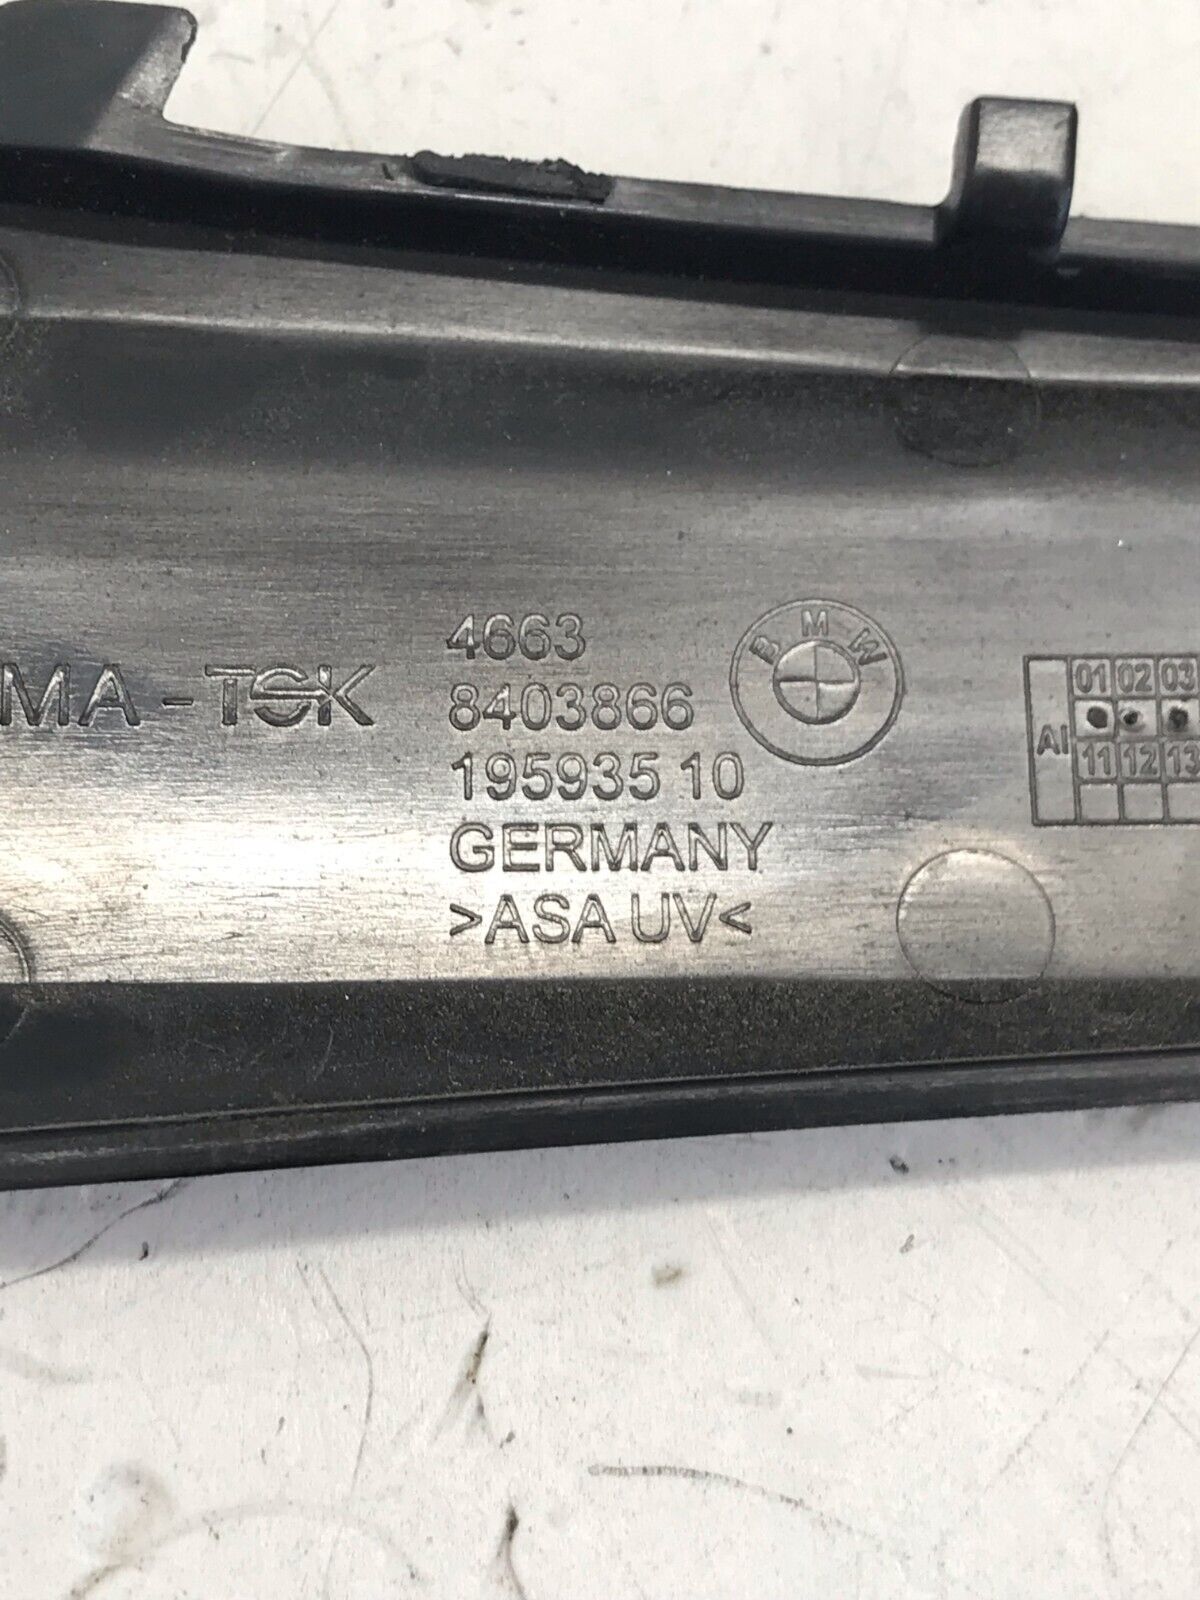 MA-TSK
4663
8403866
195935 10
GERMANY
>ASA UV<
BMW
AI
01 02 03
11 12 13